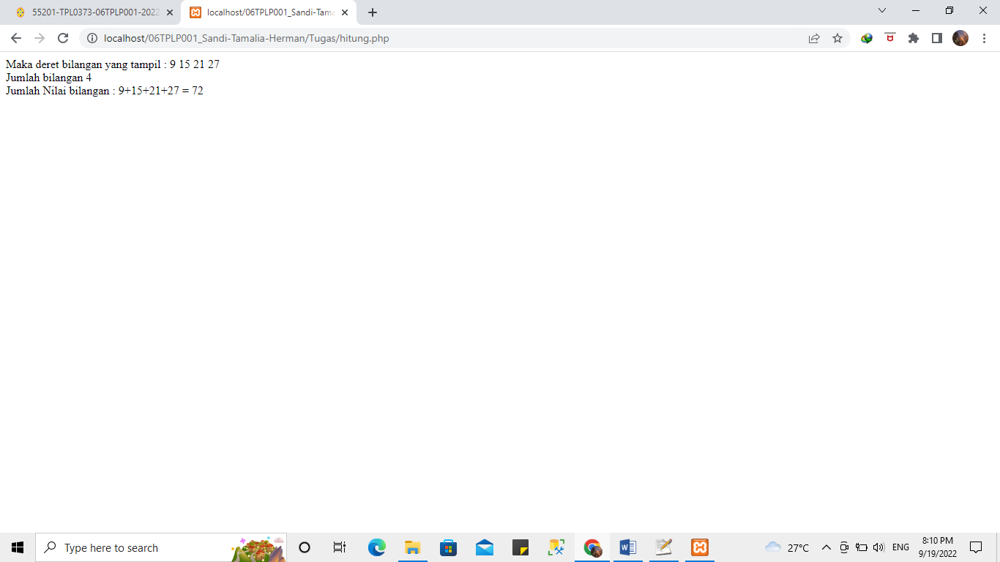 55201-TPL0373-06TPLP001-2022
localhost/06TPLP001_Sandi-Tama
localhost/06TPLP001_Sandi-Tamalia-Herman/Tugas/hitung.php
Maka deret bilangan yang tampil : 9 15 21 27
Jumlah bilangan 4
Jumlah Nilai bilangan : 9+15+21+27 = 72
Type here to search
27°C
ENG
8:10 PM
9/19/2022